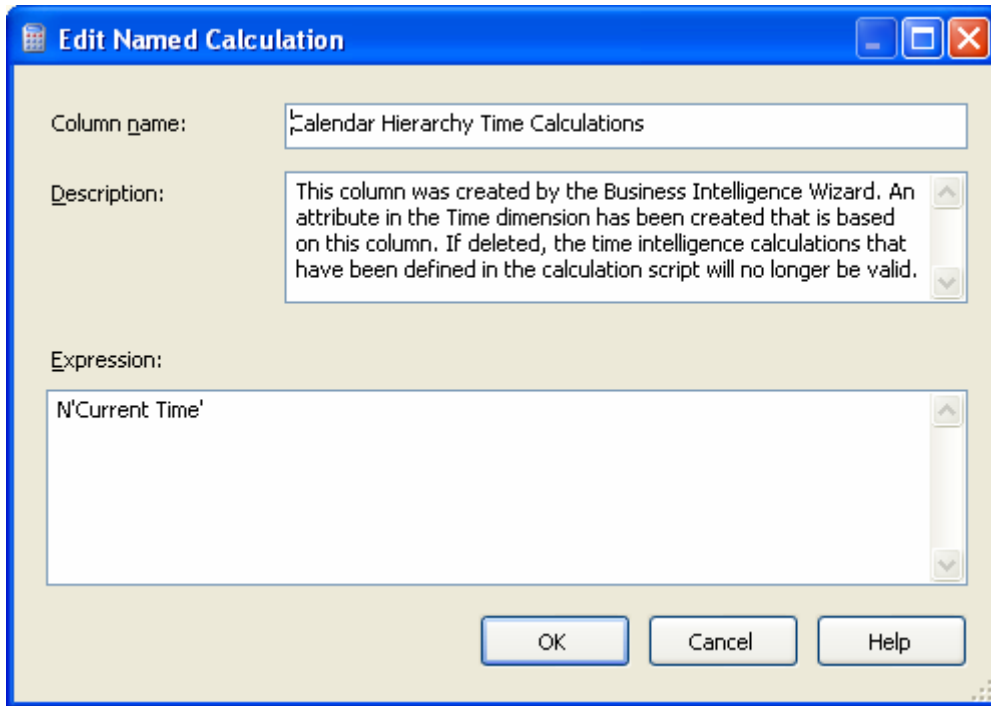 Edit Named Calculation
Column name:
Calendar Hierarchy Time Calculations
Description:
This column was created by the Business Intelligence Wizard. An
attribute in the Time dimension has been created that is based
on this column. If deleted, the time intelligence calculations that
have been defined in the calculation script will no longer be valid.
Expression:
N'Current Time'
OK
Cancel
Help